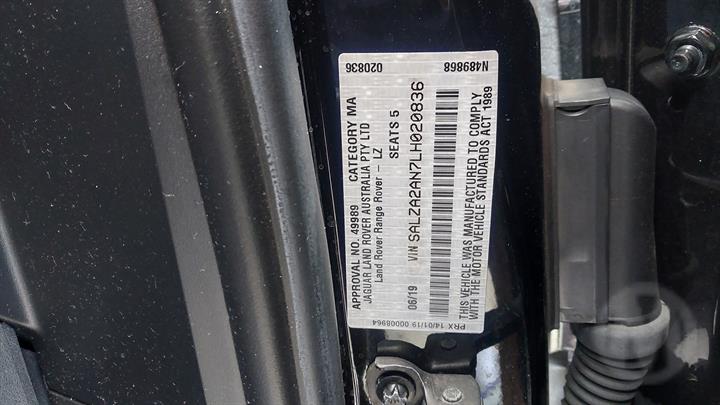 020836 N489868
APPROVAL NO. 49989 CATEGORY MA
JAGUAR LAND ROVER AUSTRALIA PTY LTD
Land Rover Range Rover - LZ
SEATS 5
06/19 VIN SALZA2AN7LH020836
THIS VEHICLE WAS MANUFACTURED TO COMPLY
WITH THE MOTOR VEHICLE STANDARDS ACT 1989
PRX 14/01/19 00008964